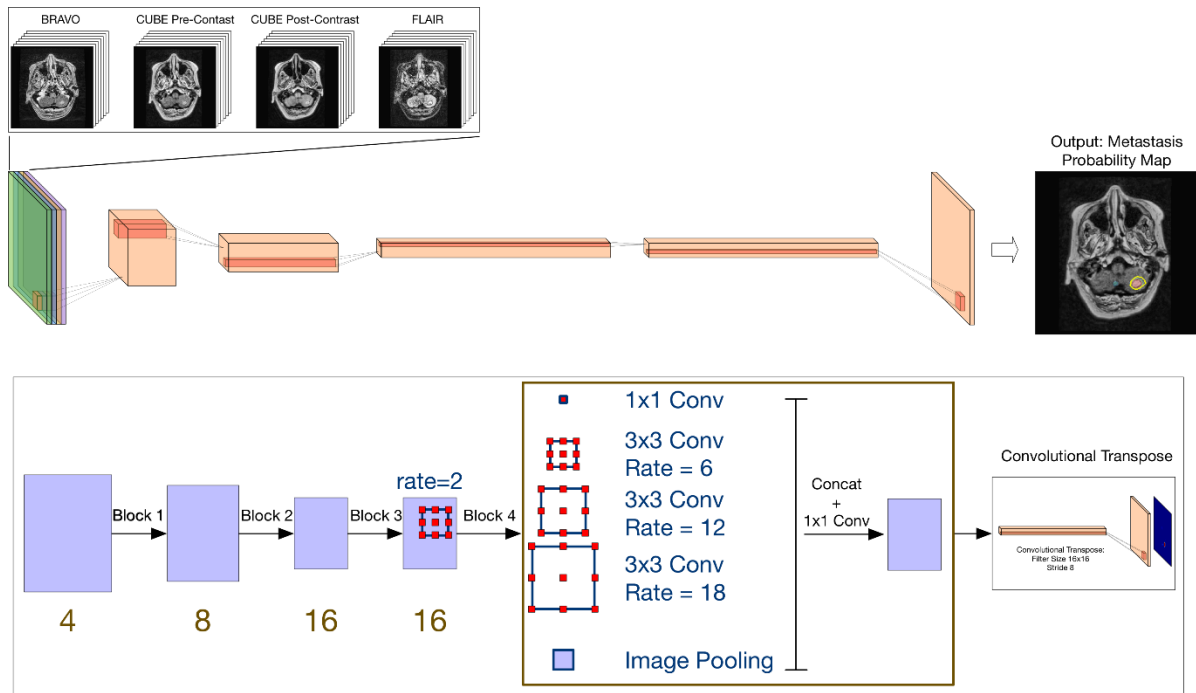 BRAVO
CUBE Pre-Contast
CUBE Post-Contrast
FLAIR
Output: Metastasis
Probability Map
rate=2
Block 1
Block 2
Block 3
Block 4
4
8
16
16
1x1 Conv
3x3 Conv
Rate = 6
3x3 Conv
Rate = 12
3x3 Conv
Rate = 18
Image Pooling
Concat
+
1x1 Conv
Convolutional Transpose
Convolutional Transpose:
Filter Size 16x16
Stride 8